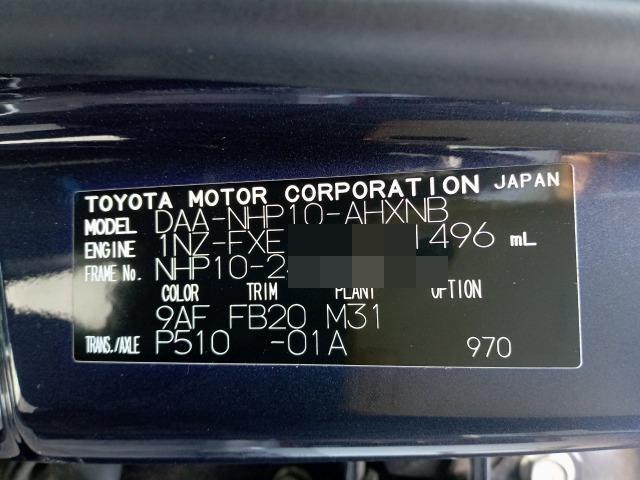 TOYOTA MOTOR CORPORATION JAPAN
MODEL DAA-NHP10-AHXNB
ENGINE 1NZ-FXE 1496 mL
FRAME No. NHP10-2
COLOR TRIM PLANT OPTION
9AF FB20 M31
TRANS./AXLE P510 -01A 970